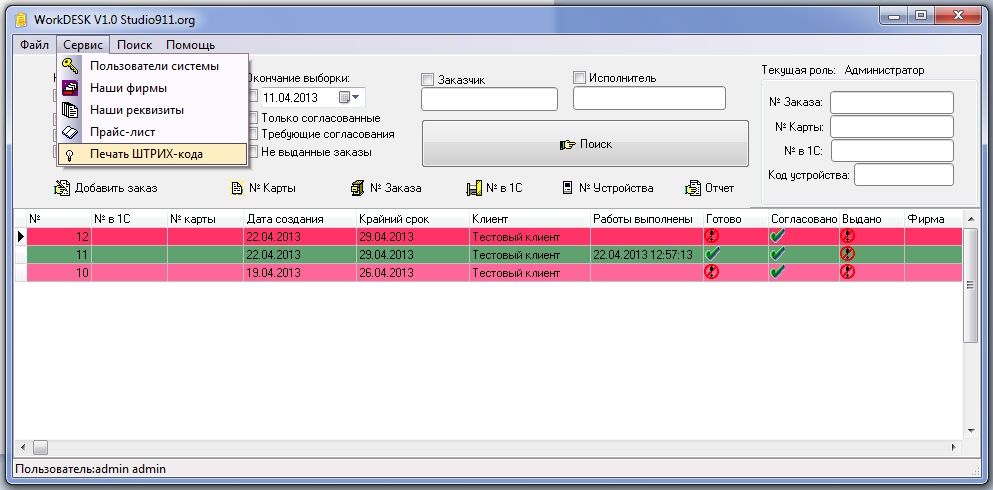 WorkDESK V1.0 Studio911.org
Файл Сервис Поиск Помощь
Пользователи системы
Наши фирмы
Наши реквизиты
Прайс-лист
Печать ШТРИХ-кода
Окончание выборки:
11.04.2013
Только согласованные
Требующие согласования
Не выданные заказы
Заказчик
Исполнитель
Поиск
Текущая роль: Администратор
№ Заказа:
№ Карты:
№ в 1С:
Код устройства:
Добавить заказ № Карты № Заказа № в 1С № Устройства Отчет
№ № в 1С № карты Дата создания Крайний срок Клиент Работы выполнены Готово Согласовано Выдано Фирма
12 22.04.2013 29.04.2013 Тестовый клиент
11 22.04.2013 29.04.2013 Тестовый клиент 22.04.2013 12:57:13
10 19.04.2013 26.04.2013 Тестовый клиент
Пользователь:admin admin